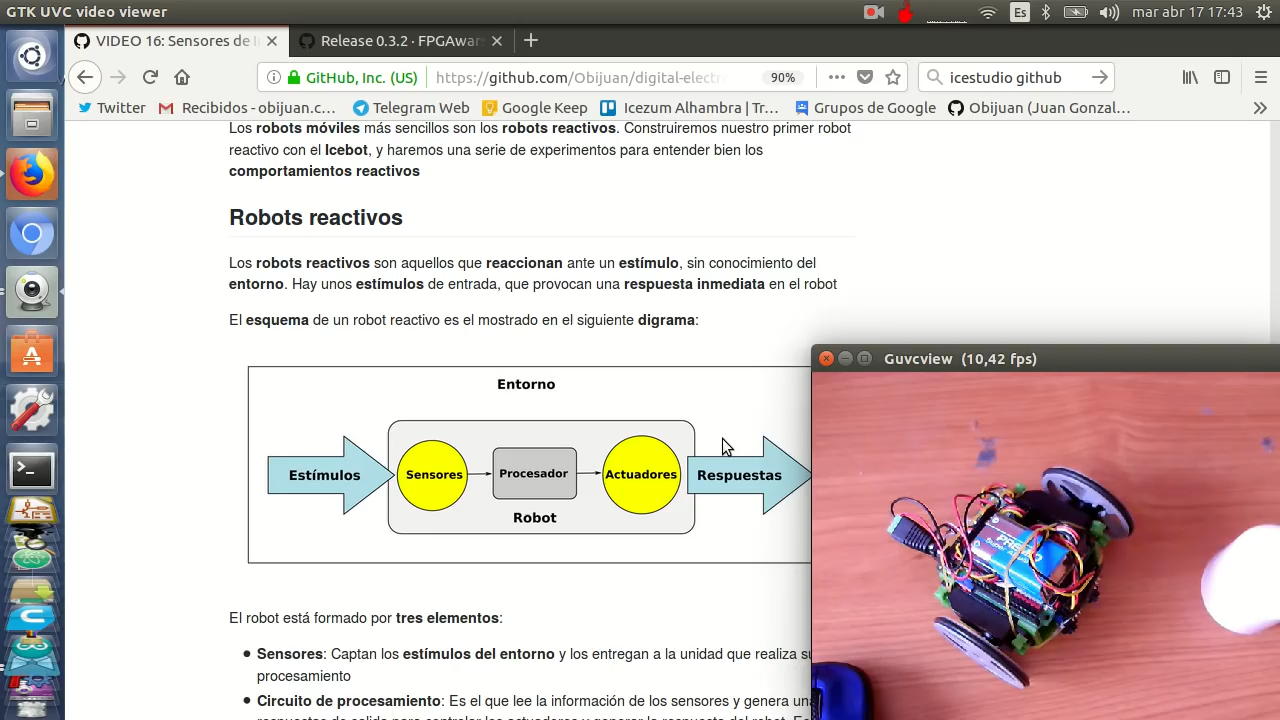 GTK UVC video viewer
Es
mar abr 17 17:43
VIDEO 16: Sensores de I
Release 0.3.2 · FPGAwar
GitHub, Inc. (US)
https://github.com/Obijuan/digital-electr
90%
icestudio github
Twitter
Recibidos - obijuan.c…
Telegram Web
Google Keep
Icezum Alhambra | Tr…
Grupos de Google
Obijuan (Juan Gonzal…
Los robots móviles más sencillos son los robots reactivos. Construiremos nuestro primer robot
reactivo con el Icebot, y haremos una serie de experimentos para entender bien los
comportamientos reactivos
Robots reactivos
Los robots reactivos son aquellos que reaccionan ante un estímulo, sin conocimiento del
entorno. Hay unos estímulos de entrada, que provocan una respuesta inmediata en el robot
El esquema de un robot reactivo es el mostrado en el siguiente digrama:
Guvcview (10,42 fps)
Entorno
Estímulos
Sensores
Procesador
Actuadores
Respuestas
Robot
El robot está formado por tres elementos:
Sensores: Captan los estímulos del entorno y los entregan a la unidad que realiza su
procesamiento
Circuito de procesamiento: Es el que lee la información de los sensores y genera una